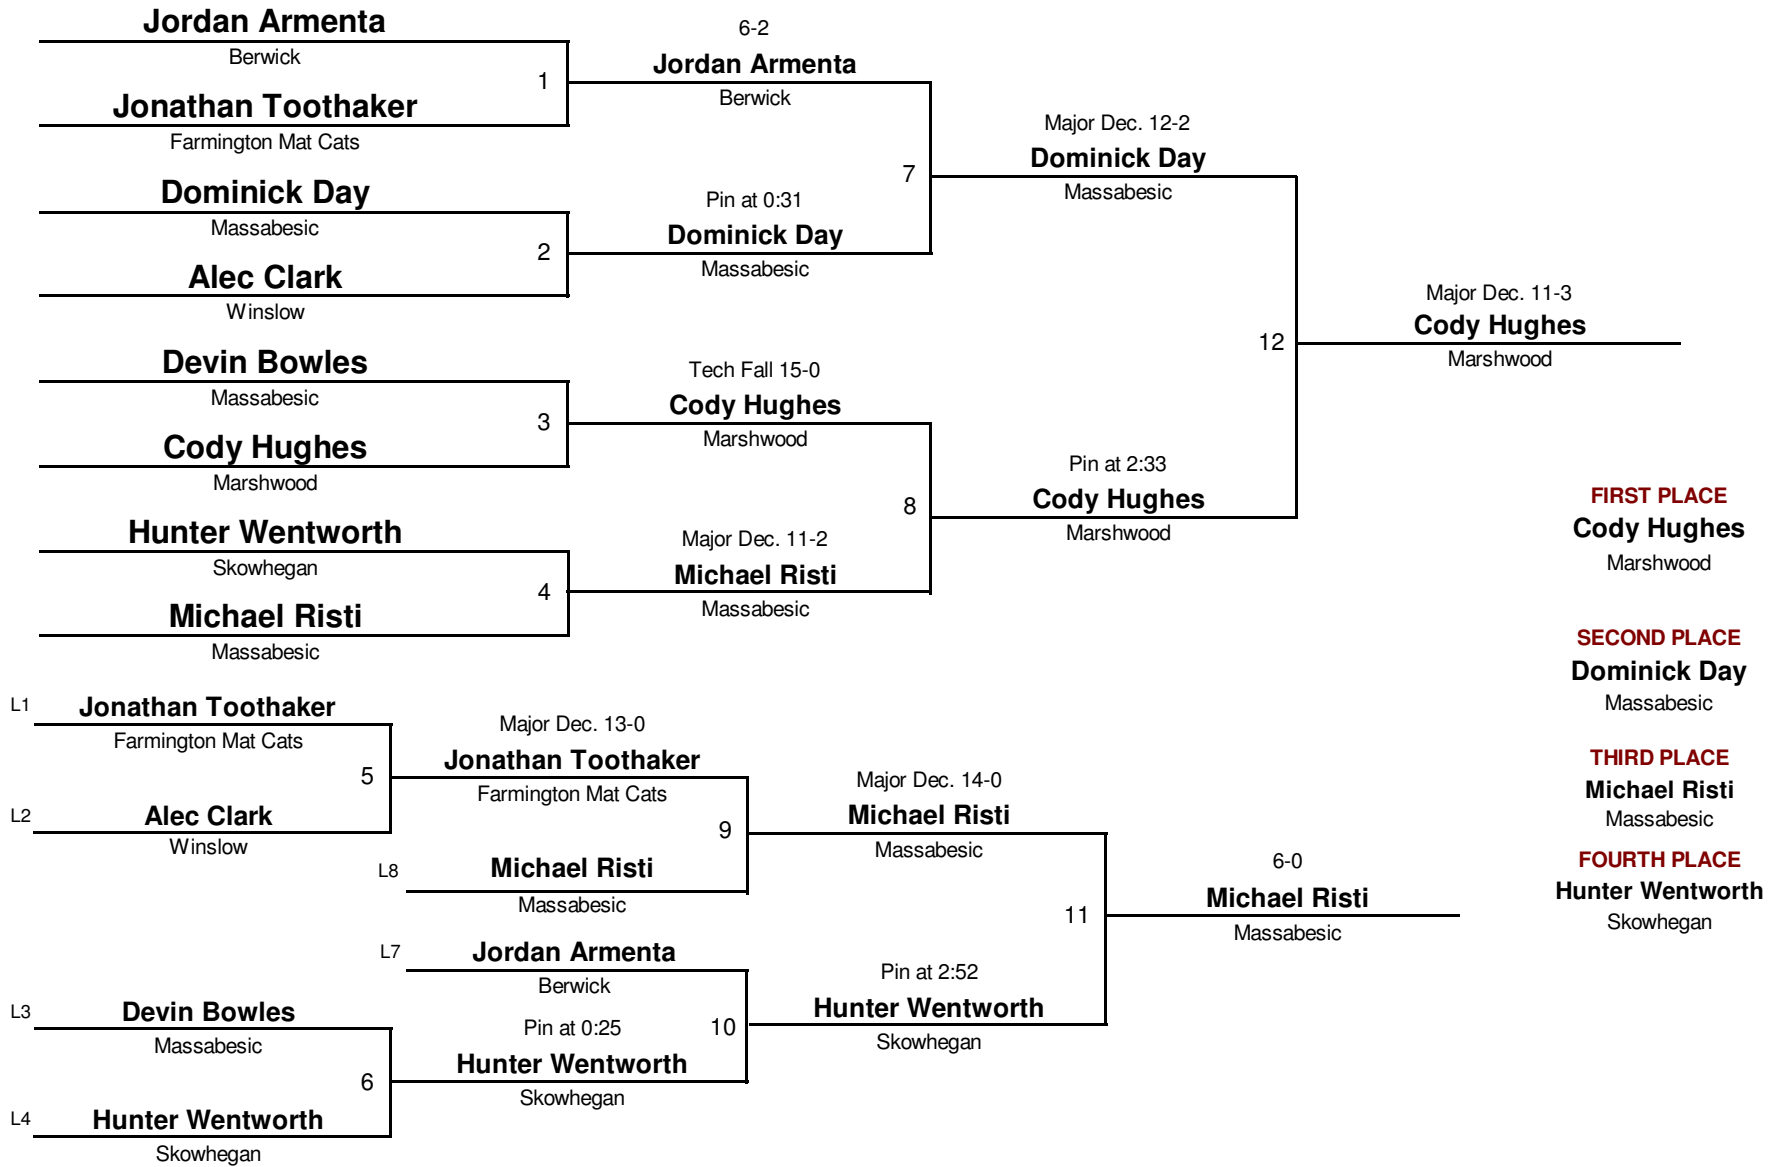 Jordan Armenta
Berwick
1
Jonathan Toothaker
Farmington Mat Cats
6-2
Jordan Armenta
Berwick
Dominick Day
Massabesic
2
Alec Clark
Winslow
Pin at 0:31
Dominick Day
Massabesic
7
Major Dec. 12-2
Dominick Day
Massabesic
Devin Bowles
Massabesic
3
Cody Hughes
Marshwood
Tech Fall 15-0
Cody Hughes
Marshwood
Hunter Wentworth
Skowhegan
4
Michael Risti
Massabesic
Major Dec. 11-2
Michael Risti
Massabesic
8
Pin at 2:33
Cody Hughes
Marshwood
12
Major Dec. 11-3
Cody Hughes
Marshwood
FIRST PLACE
Cody Hughes
Marshwood
SECOND PLACE
Dominick Day
Massabesic
THIRD PLACE
Michael Risti
Massabesic
FOURTH PLACE
Hunter Wentworth
Skowhegan
L1
Jonathan Toothaker
Farmington Mat Cats
5
L2
Alec Clark
Winslow
Major Dec. 13-0
Jonathan Toothaker
Farmington Mat Cats
9
L8
Michael Risti
Massabesic
Major Dec. 14-0
Michael Risti
Massabesic
L7
Jordan Armenta
Berwick
L3
Devin Bowles
Massabesic
6
L4
Hunter Wentworth
Skowhegan
Pin at 0:25
10
Hunter Wentworth
Skowhegan
Pin at 2:52
Hunter Wentworth
Skowhegan
11
6-0
Michael Risti
Massabesic